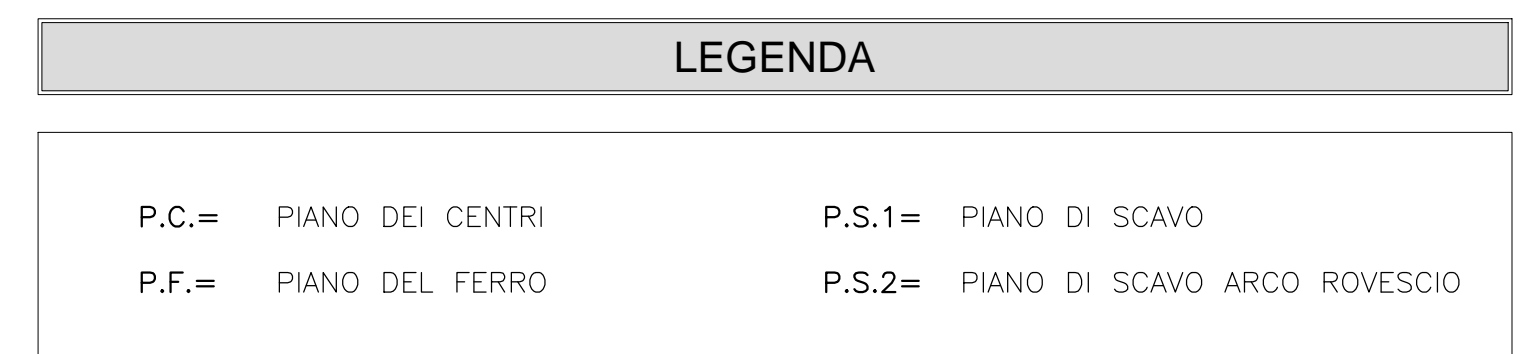 LEGENDA
P.C.= PIANO DEI CENTRI P.S.1= PIANO DI SCAVO
P.F.= PIANO DEL FERRO P.S.2= PIANO DI SCAVO ARCO ROVESCIO